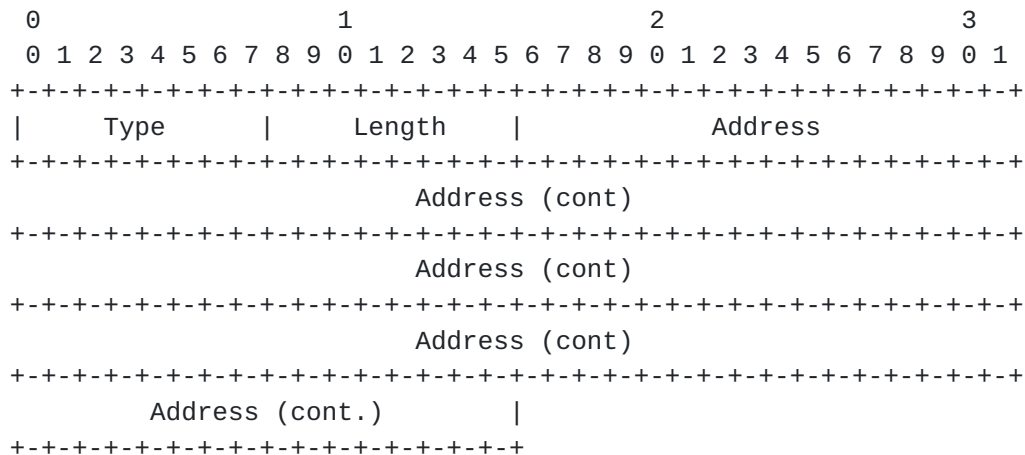 0                   1                   2                   3
 0 1 2 3 4 5 6 7 8 9 0 1 2 3 4 5 6 7 8 9 0 1 2 3 4 5 6 7 8 9 0 1
+-+-+-+-+-+-+-+-+-+-+-+-+-+-+-+-+-+-+-+-+-+-+-+-+-+-+-+-+-+-+-+-+
|     Type      |     Length    |            Address
+-+-+-+-+-+-+-+-+-+-+-+-+-+-+-+-+-+-+-+-+-+-+-+-+-+-+-+-+-+-+-+-+
                          Address (cont)
+-+-+-+-+-+-+-+-+-+-+-+-+-+-+-+-+-+-+-+-+-+-+-+-+-+-+-+-+-+-+-+-+
                          Address (cont)
+-+-+-+-+-+-+-+-+-+-+-+-+-+-+-+-+-+-+-+-+-+-+-+-+-+-+-+-+-+-+-+-+
                          Address (cont)
+-+-+-+-+-+-+-+-+-+-+-+-+-+-+-+-+-+-+-+-+-+-+-+-+-+-+-+-+-+-+-+-+
         Address (cont.)        |
+-+-+-+-+-+-+-+-+-+-+-+-+-+-+-+-+